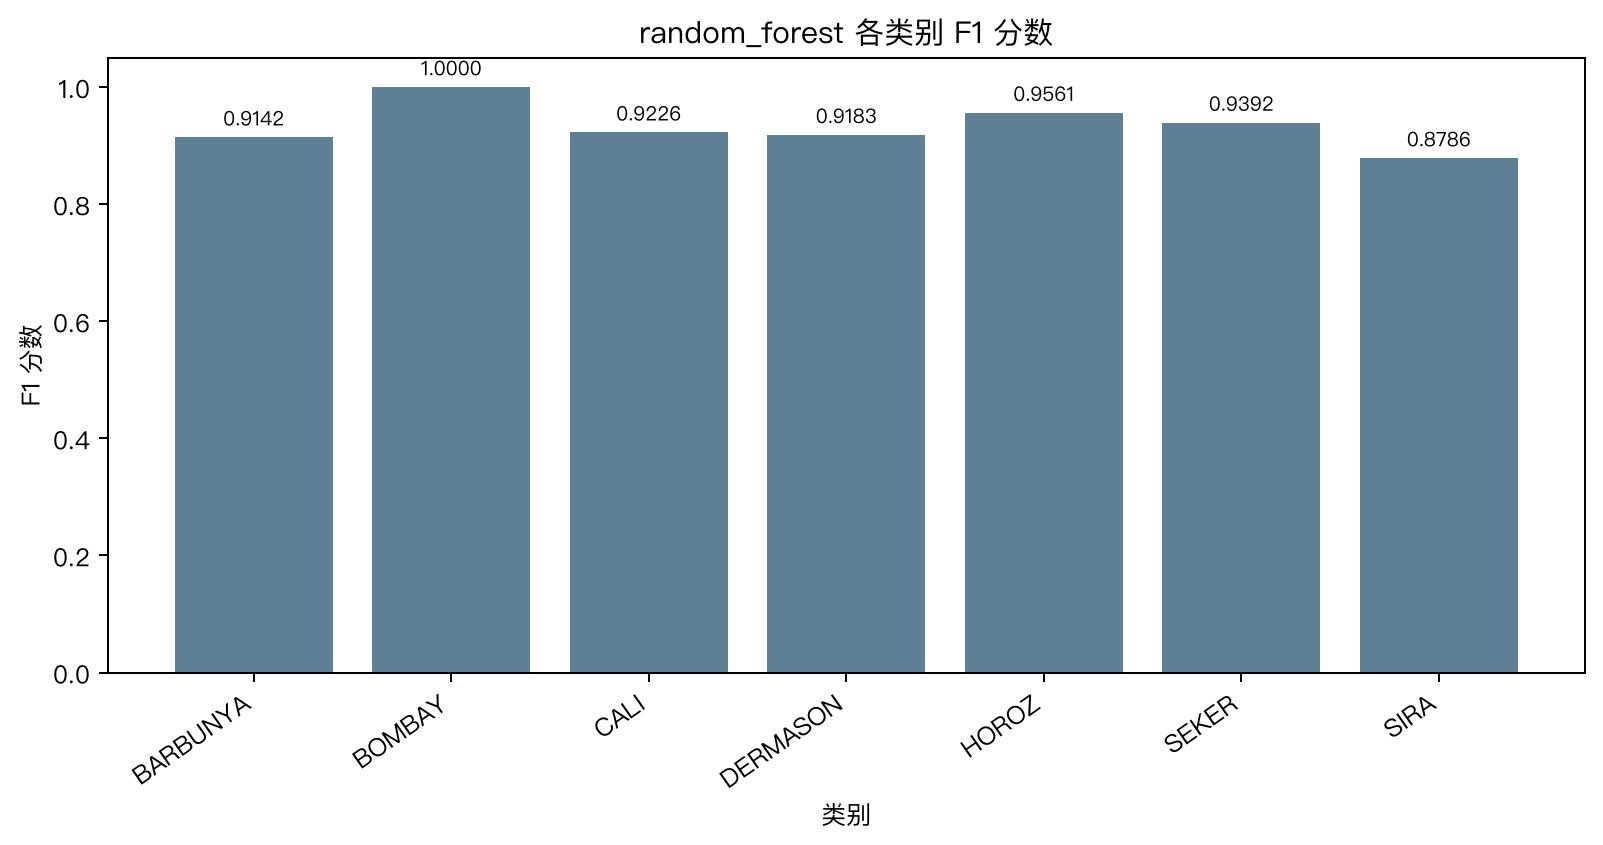 random_forest 各类别 F1 分数
F1 分数
1.0
0.8
0.6
0.4
0.2
0.0
0.9142
1.0000
0.9226
0.9183
0.9561
0.9392
0.8786
BARBUNYA
BOMBAY
CALI
DERMASON
HOROZ
SEKER
SIRA
类别